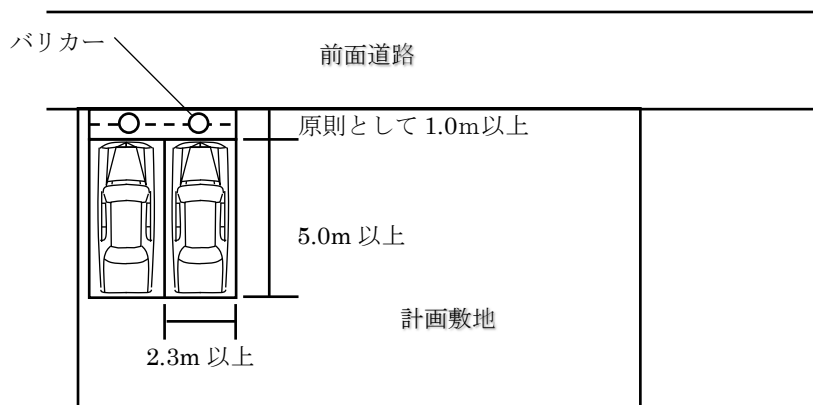 バリカー
前面道路
原則として 1.0m以上
5.0m 以上
計画敷地
2.3m 以上